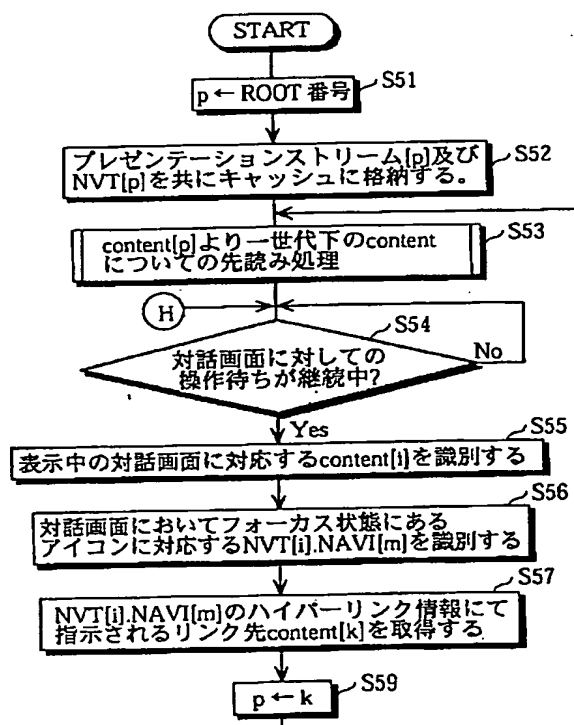 START
p ← ROOT 番号
S51
プレゼンテーションストリーム[p]及び
NVT[p]を共にキャッシュに格納する。
S52
content[p]より一世代下のcontent
についての先読み処理
S53
H
S54
対話画面に対しての
操作待ちが継続中?
No
Yes
S55
表示中の対話画面に対応するcontent[i]を識別する
S56
対話画面においてフォーカス状態にある
アイコンに対応するNVT[i].NAVI[m]を識別する
S57
NVT[i].NAVI[m]のハイパーリンク情報にて
指示されるリンク先content[k]を取得する
S59
p ← k